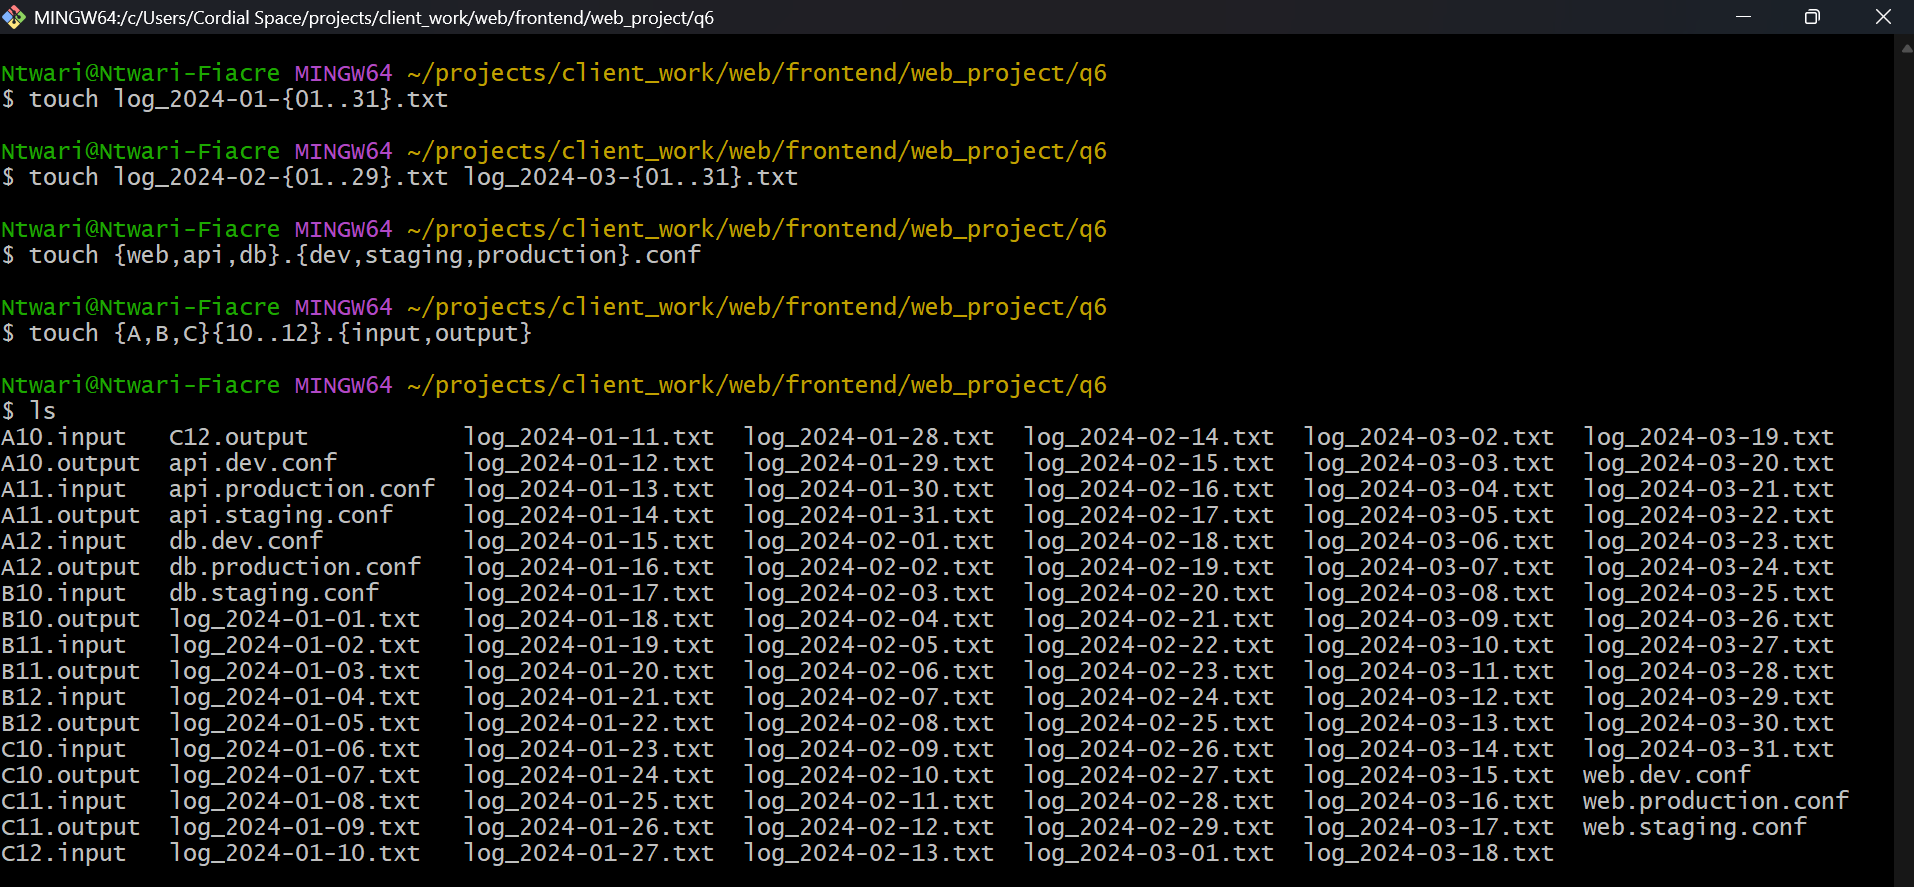 MINGW64:/c/Users/Cordial Space/projects/client_work/web/frontend/web_project/q6
Ntwari@Ntwari-Fiacre MINGW64 ~/projects/client_work/web/frontend/web_project/q6
$ touch log_2024-01-{01..31}.txt
Ntwari@Ntwari-Fiacre MINGW64 ~/projects/client_work/web/frontend/web_project/q6
$ touch log_2024-02-{01..29}.txt log_2024-03-{01..31}.txt
Ntwari@Ntwari-Fiacre MINGW64 ~/projects/client_work/web/frontend/web_project/q6
$ touch {web,api,db}.{dev,staging,production}.conf
Ntwari@Ntwari-Fiacre MINGW64 ~/projects/client_work/web/frontend/web_project/q6
$ touch {A,B,C}{10..12}.{input,output}
Ntwari@Ntwari-Fiacre MINGW64 ~/projects/client_work/web/frontend/web_project/q6
$ ls
A10.input C12.output log_2024-01-11.txt log_2024-01-28.txt log_2024-02-14.txt log_2024-03-02.txt log_2024-03-19.txt
A10.output api.dev.conf log_2024-01-12.txt log_2024-01-29.txt log_2024-02-15.txt log_2024-03-03.txt log_2024-03-20.txt
A11.input api.production.conf log_2024-01-13.txt log_2024-01-30.txt log_2024-02-16.txt log_2024-03-04.txt log_2024-03-21.txt
A11.output api.staging.conf log_2024-01-14.txt log_2024-01-31.txt log_2024-02-17.txt log_2024-03-05.txt log_2024-03-22.txt
A12.input db.dev.conf log_2024-01-15.txt log_2024-02-01.txt log_2024-02-18.txt log_2024-03-06.txt log_2024-03-23.txt
A12.output db.production.conf log_2024-01-16.txt log_2024-02-02.txt log_2024-02-19.txt log_2024-03-07.txt log_2024-03-24.txt
B10.input db.staging.conf log_2024-01-17.txt log_2024-02-03.txt log_2024-02-20.txt log_2024-03-08.txt log_2024-03-25.txt
B10.output log_2024-01-01.txt log_2024-01-18.txt log_2024-02-04.txt log_2024-02-21.txt log_2024-03-09.txt log_2024-03-26.txt
B11.input log_2024-01-02.txt log_2024-01-19.txt log_2024-02-05.txt log_2024-02-22.txt log_2024-03-10.txt log_2024-03-27.txt
B11.output log_2024-01-03.txt log_2024-01-20.txt log_2024-02-06.txt log_2024-02-23.txt log_2024-03-11.txt log_2024-03-28.txt
B12.input log_2024-01-04.txt log_2024-01-21.txt log_2024-02-07.txt log_2024-02-24.txt log_2024-03-12.txt log_2024-03-29.txt
B12.output log_2024-01-05.txt log_2024-01-22.txt log_2024-02-08.txt log_2024-02-25.txt log_2024-03-13.txt log_2024-03-30.txt
C10.input log_2024-01-06.txt log_2024-01-23.txt log_2024-02-09.txt log_2024-02-26.txt log_2024-03-14.txt log_2024-03-31.txt
C10.output log_2024-01-07.txt log_2024-01-24.txt log_2024-02-10.txt log_2024-02-27.txt log_2024-03-15.txt web.dev.conf
C11.input log_2024-01-08.txt log_2024-01-25.txt log_2024-02-11.txt log_2024-02-28.txt log_2024-03-16.txt web.production.conf
C11.output log_2024-01-09.txt log_2024-01-26.txt log_2024-02-12.txt log_2024-02-29.txt log_2024-03-17.txt web.staging.conf
C12.input log_2024-01-10.txt log_2024-01-27.txt log_2024-02-13.txt log_2024-03-01.txt log_2024-03-18.txt